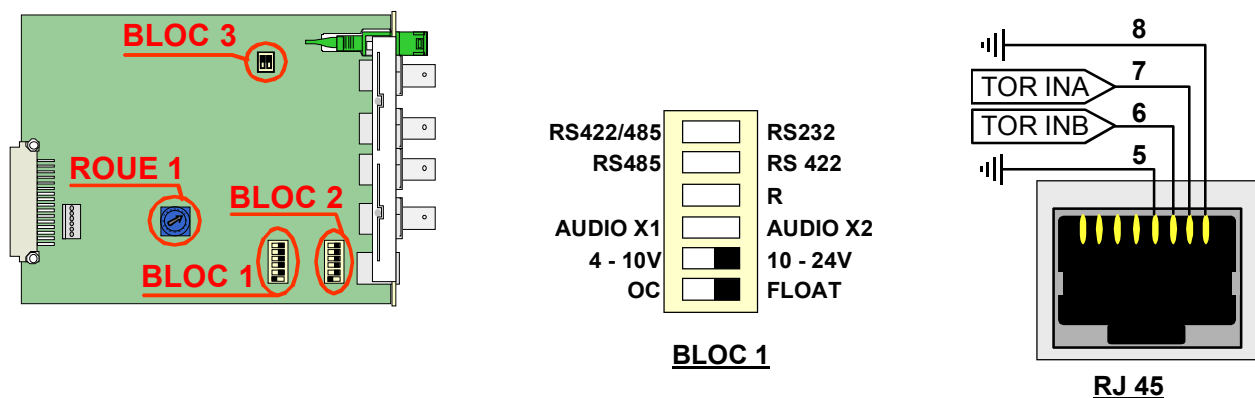 BLOC 3
ROUE 1
BLOC 2
BLOC 1
RS422/485 RS232
RS485 RS 422
R
AUDIO X1 AUDIO X2
4 - 10V 10 - 24V
OC FLOAT
BLOC 1
8
TOR INA 7
TOR INB 6
5
RJ 45